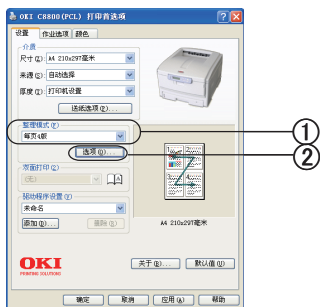 OKI C8800(PCL) 打印首选项
设置 作业选项 颜色
介质
尺寸(Z): A4 210x297毫米
来源(S): 自动选择
厚度(E): 打印机设置
送纸选项(P)...
整理模式(F)
每页4版
选项(O)...
①
②
双面打印(2)
(无)
驱动程序设置(V)
未命名
添加(D)... 删除(R)
A4 210x297毫米
OKI
PRINTING SOLUTIONS
关于(B)... 默认值(U)
确定 取消 应用(A) 帮助